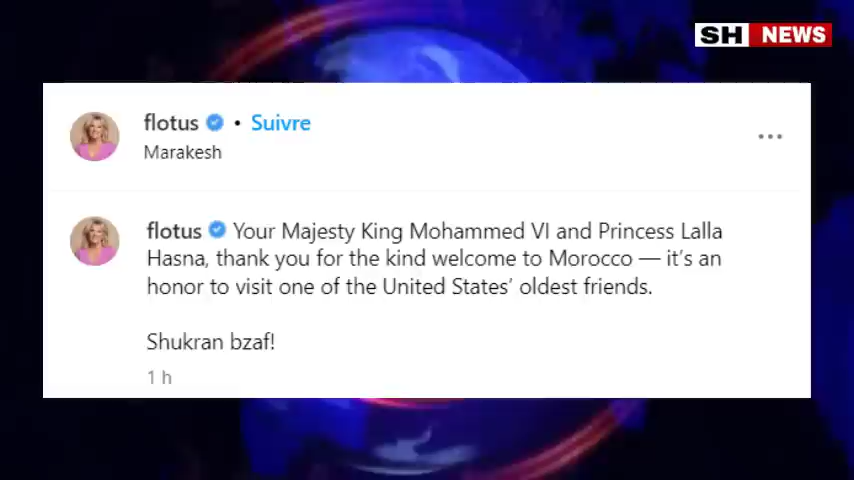 SH NEWS
flotus • Suivre
Marakesh
flotus Your Majesty King Mohammed VI and Princess Lalla
Hasna, thank you for the kind welcome to Morocco — it's an
honor to visit one of the United States' oldest friends.
Shukran bzaf!
1 h